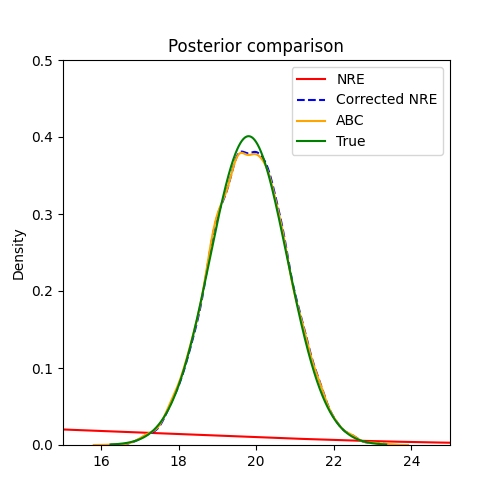 Posterior comparison
0.5
0.4
0.3
0.2
0.1
0.0
Density
NRE
Corrected NRE
ABC
True
16 18 20 22 24